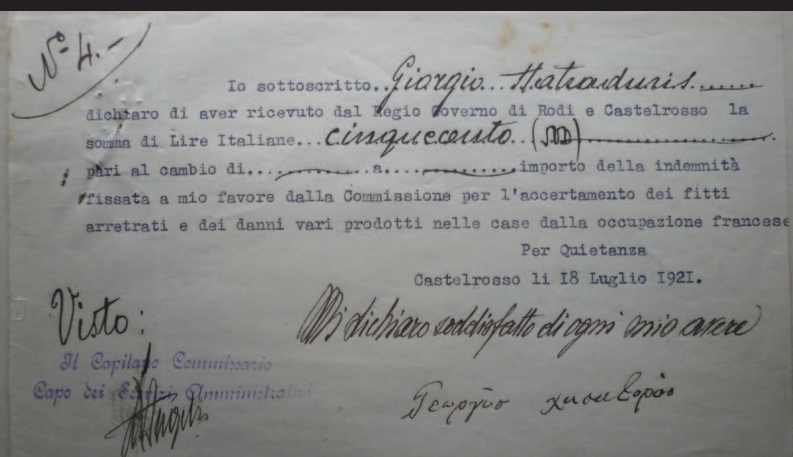 N° 4.-
Io sottoscritto..Giorgio...
dichiaro di aver ricevuto dal Regio Governo di Rodi e Castelrosso la
somma di Lire Italiane...cinquecento..(500)
pari al cambio di.............a...............importo della indennità
fissata a mio favore dalla Commissione per l'accertamento dei fitti
arretrati e dei danni vari prodotti nelle case dalla occupazione francese
Per Quietanza
Castelrosso li I8 Luglio I92I.
Visto:
Mi dichiaro soddisfatto di ogni mio avere
Il Capitano Commissario
Capo dei Servizi Amministrativi